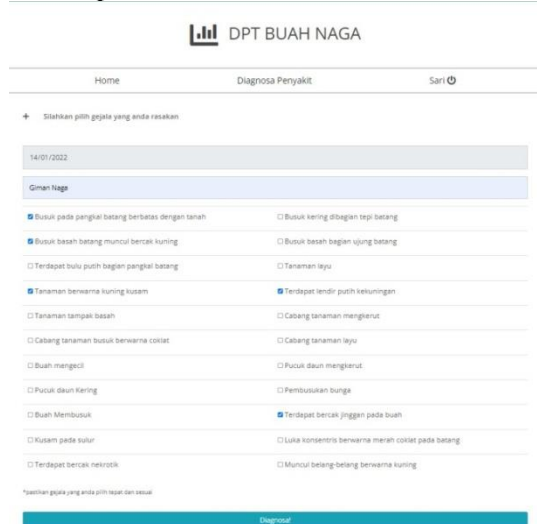 DPT BUAH NAGA
Home Diagnosa Penyakit Sari
+ Silahkan pilih gejala yang anda rasakan
14/01/2022
Giman Naga
Busuk pada pangkal batang berbatas dengan tanah Busuk kering dibagian tepi batang
Busuk basah batang muncul bercak kuning Busuk basah bagian ujung batang
Terdapat bulu putih bagian pangkal batang Tanaman layu
Tanaman berwarna kuning kusam Terdapat lendir putih kekuningan
Tanaman tampak basah Cabang tanaman mengkerut
Cabang tanaman busuk berwarna coklat Cabang tanaman layu
Buah mengecil Pucuk daun mengkerut
Pucuk daun Kering Pembusukan bunga
Buah Membusuk Terdapat bercak jinggan pada buah
Kusam pada sulur Luka konsentris berwarna merah coklat pada batang
Terdapat bercak nekrotik Muncul belang-belang berwarna kuning
*pastikan gejala yang anda pilih tepat dan sesuai
Diagnosa!